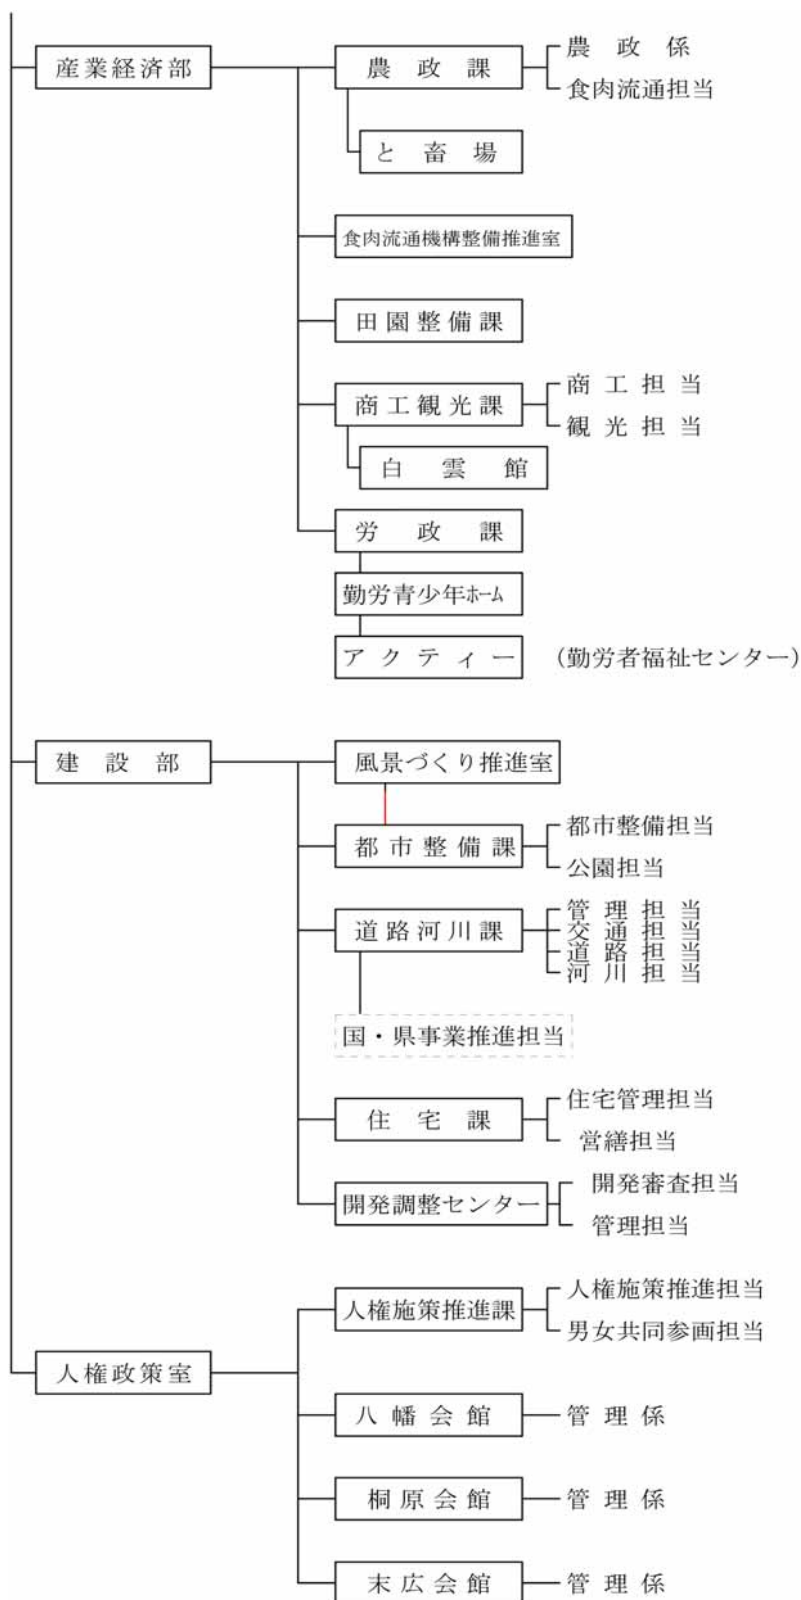 産業経済部
農政課
農政係
食肉流通担当
と畜場
食肉流通機構整備推進室
田園整備課
商工観光課
商工担当
観光担当
白雲館
労政課
勤労青少年ホーム
アクティー
(勤労者福祉センター)
建設部
風景づくり推進室
都市整備課
都市整備担当
公園担当
道路河川課
管理担当
交通担当
道路担当
河川担当
国・県事業推進担当
住宅課
住宅管理担当
営繕担当
開発調整センター
開発審査担当
管理担当
人権政策室
人権施策推進課
人権施策推進担当
男女共同参画担当
八幡会館
管理係
桐原会館
管理係
末広会館
管理係